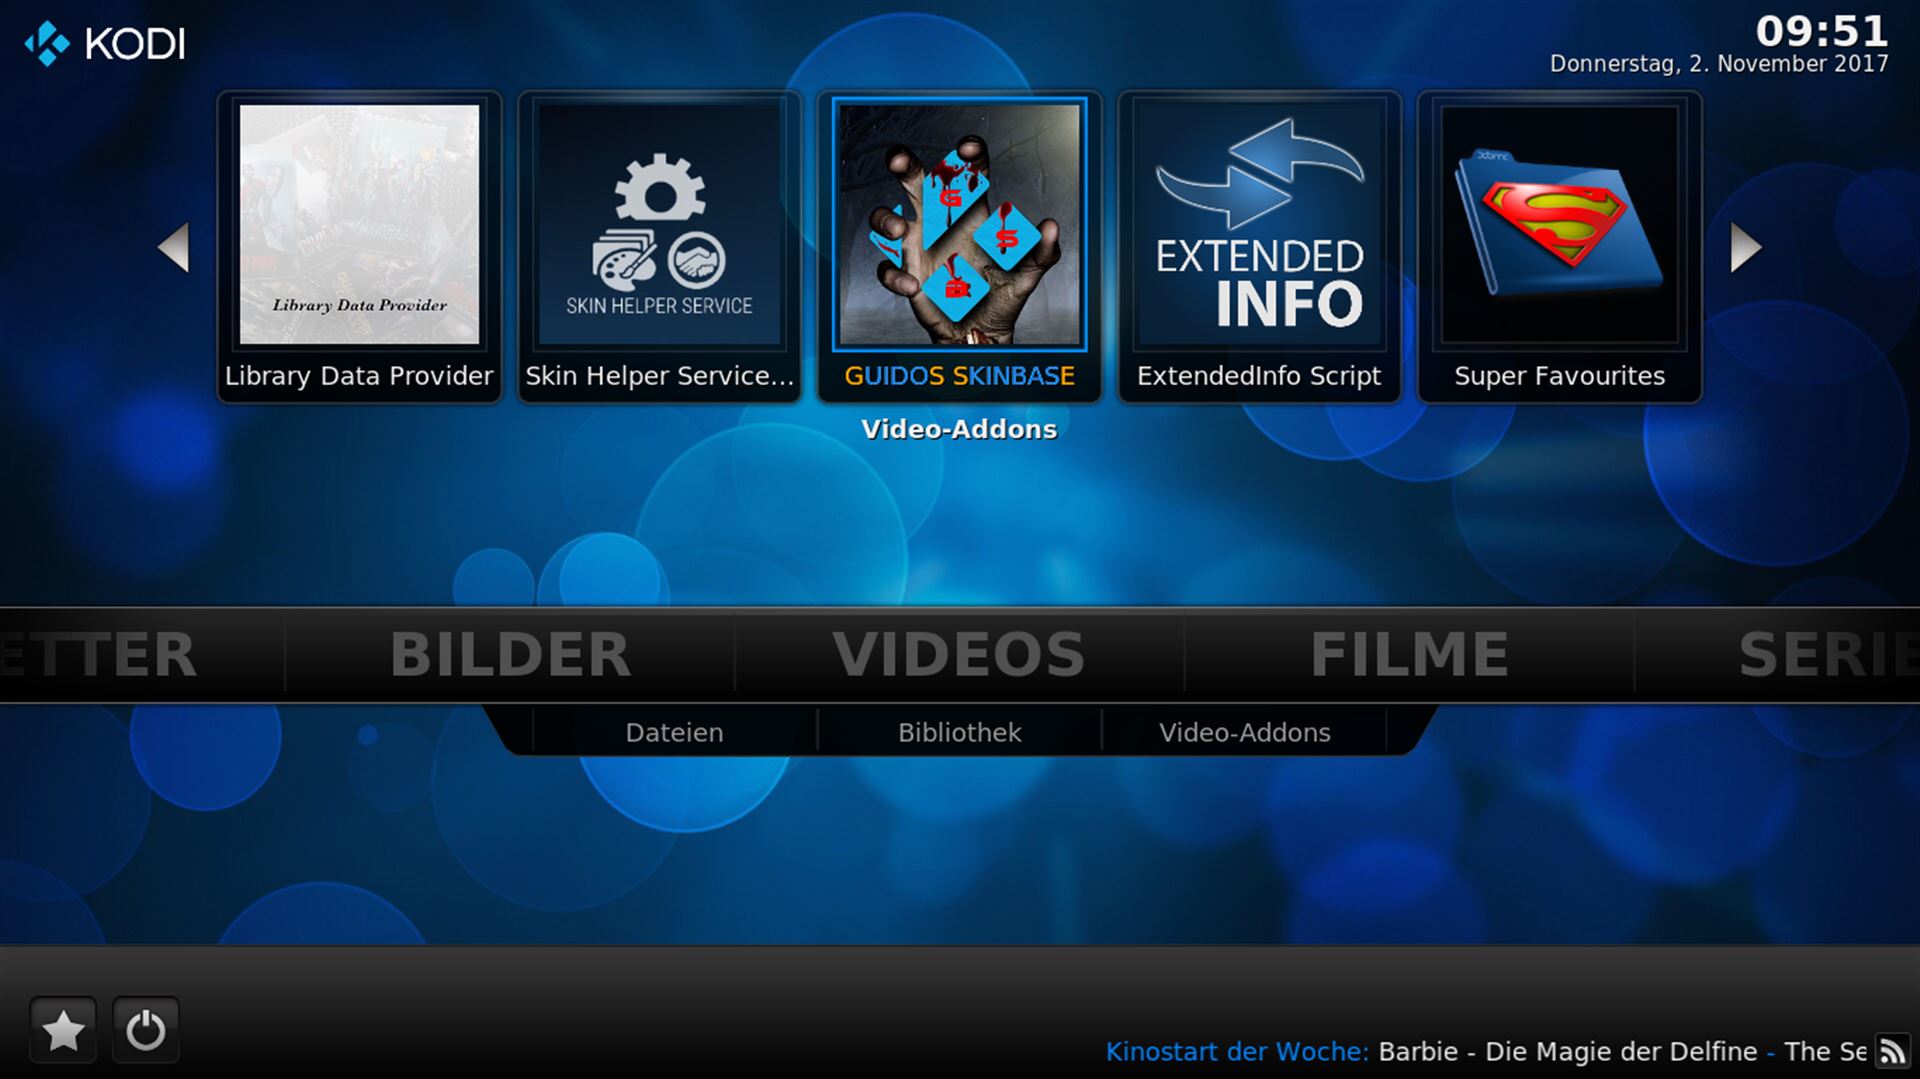 KODI
09:51
Donnerstag, 2. November 2017
Library Data Provider
SKIN HELPER SERVICE
G
S
B
EXTENDED
INFO
xbmc
Library Data Provider
Skin Helper Service...
GUIDOS SKINBASE
ExtendedInfo Script
Super Favourites
Video-Addons
ETTER
BILDER
VIDEOS
FILME
SERIE
Dateien
Bibliothek
Video-Addons
Kinostart der Woche: Barbie - Die Magie der Delfine - The Se